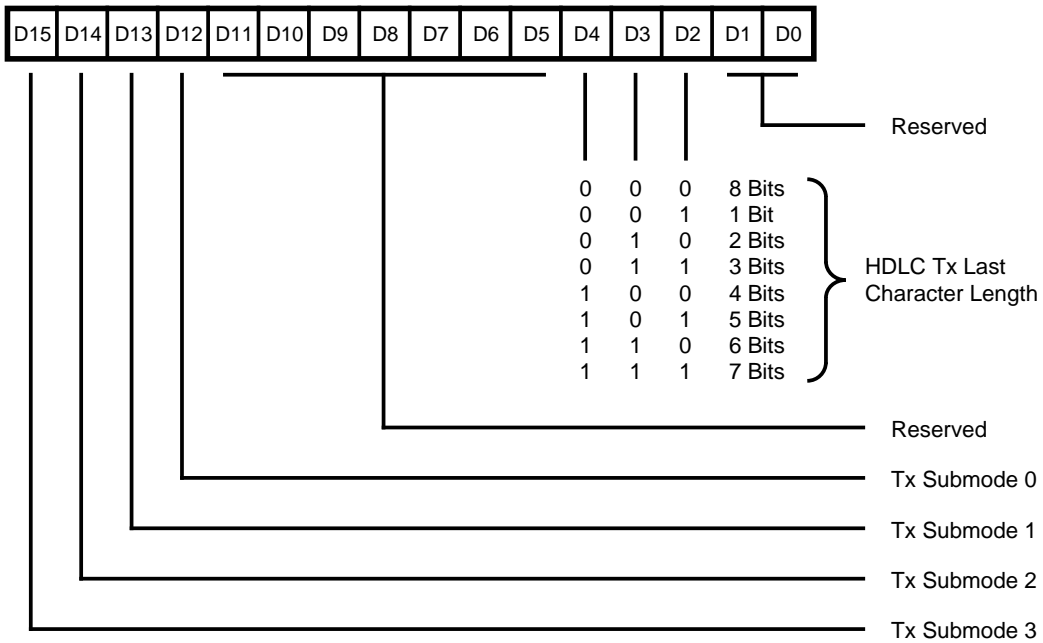 D15 D14 D13 D12 D11 D10 D9 D8 D7 D6 D5 D4 D3 D2 D1 D0
Reserved
0 0 0 8 Bits
0 0 1 1 Bit
0 1 0 2 Bits
0 1 1 3 Bits
1 0 0 4 Bits
1 0 1 5 Bits
1 1 0 6 Bits
1 1 1 7 Bits
HDLC Tx Last
Character Length
Reserved
Tx Submode 0
Tx Submode 1
Tx Submode 2
Tx Submode 3